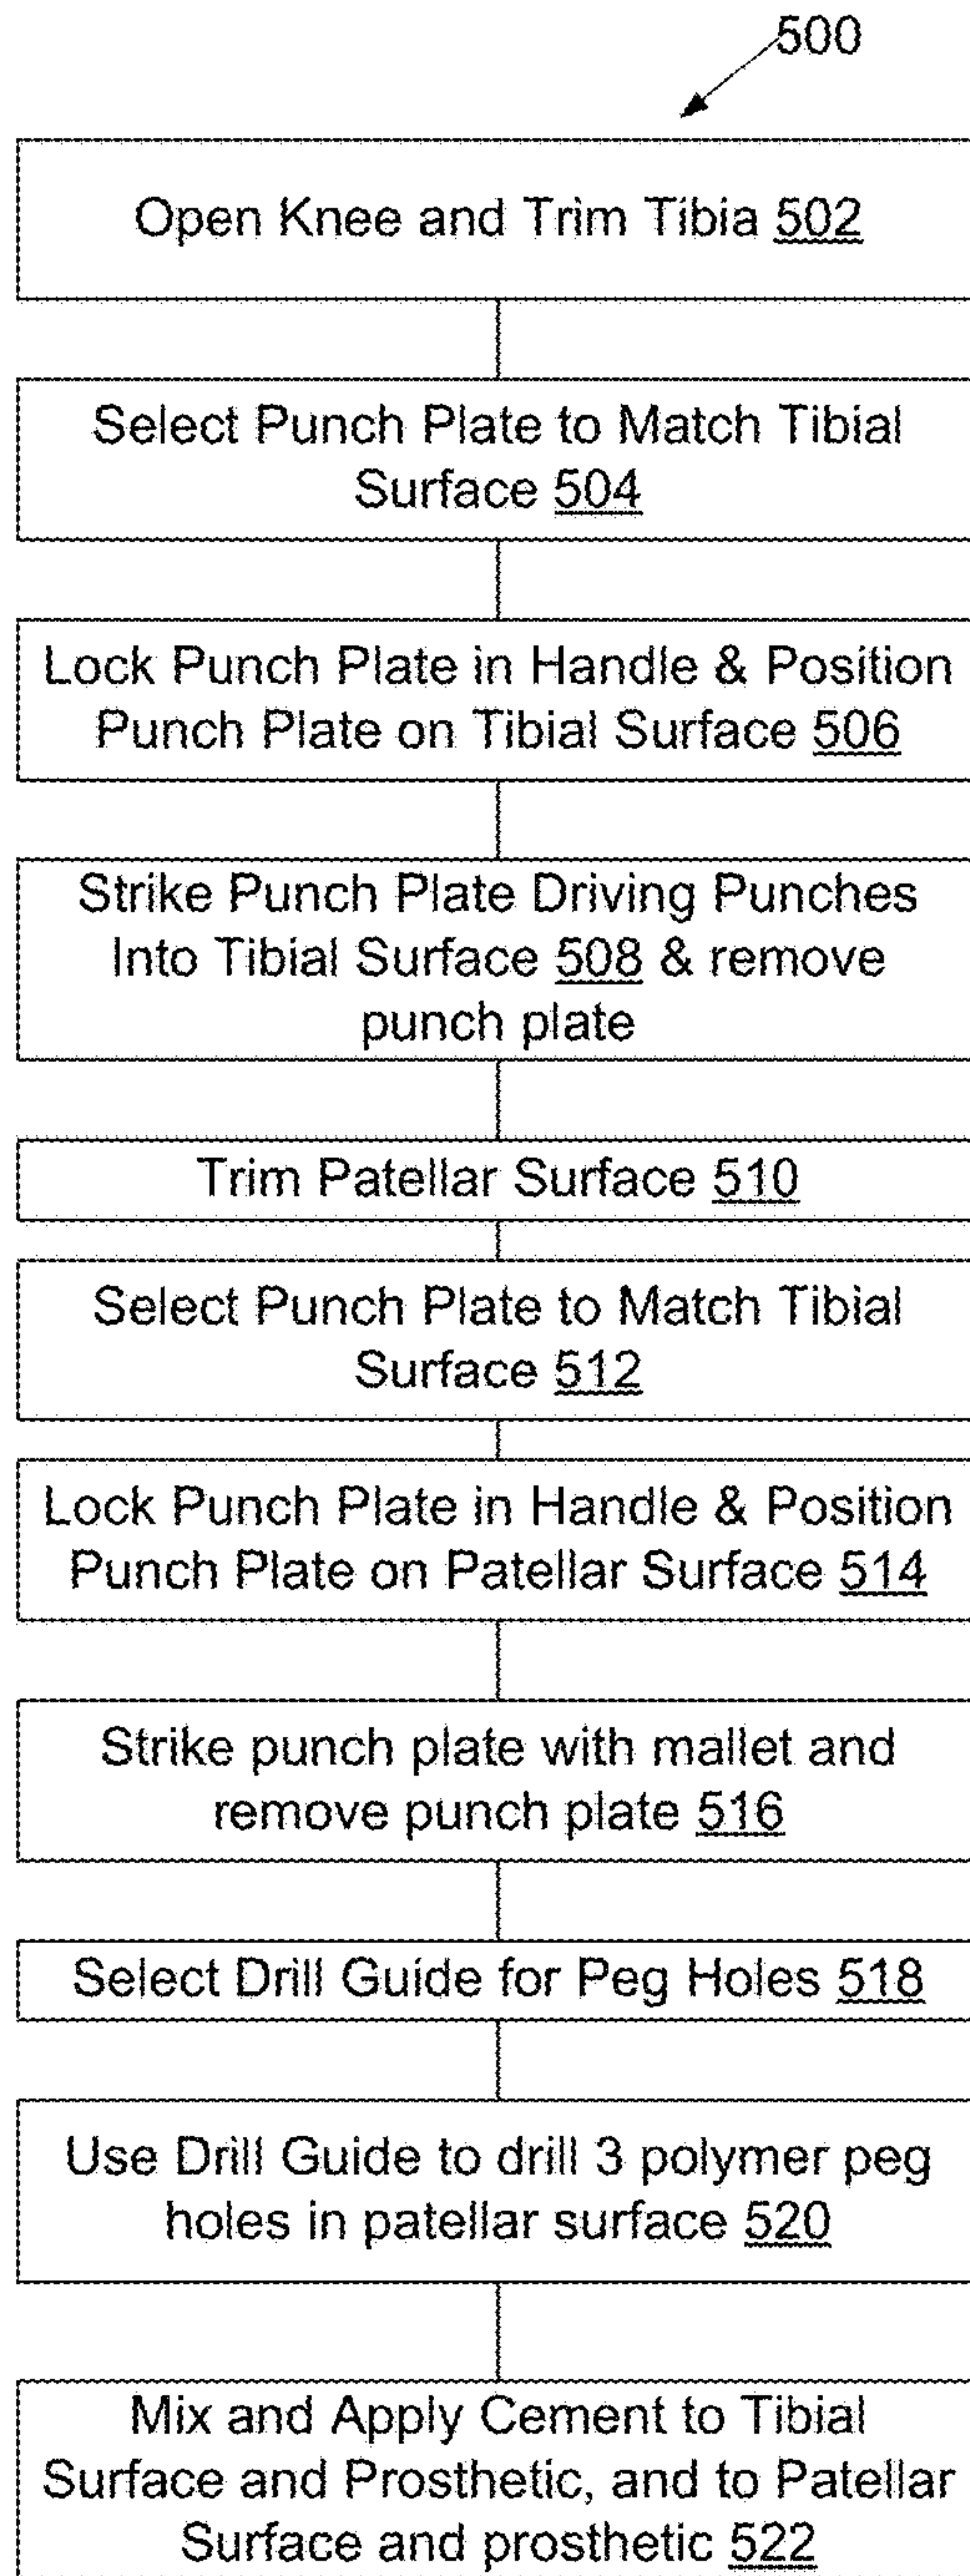 500
Open Knee and Trim Tibia 502
Select Punch Plate to Match Tibial
Surface 504
Lock Punch Plate in Handle & Position
Punch Plate on Tibial Surface 506
Strike Punch Plate Driving Punches
Into Tibial Surface 508 & remove
punch plate
Trim Patellar Surface 510
Select Punch Plate to Match Tibial
Surface 512
Lock Punch Plate in Handle & Position
Punch Plate on Patellar Surface 514
Strike punch plate with mallet and
remove punch plate 516
Select Drill Guide for Peg Holes 518
Use Drill Guide to drill 3 polymer peg
holes in patellar surface 520
Mix and Apply Cement to Tibial
Surface and Prosthetic, and to Patellar
Surface and prosthetic 522